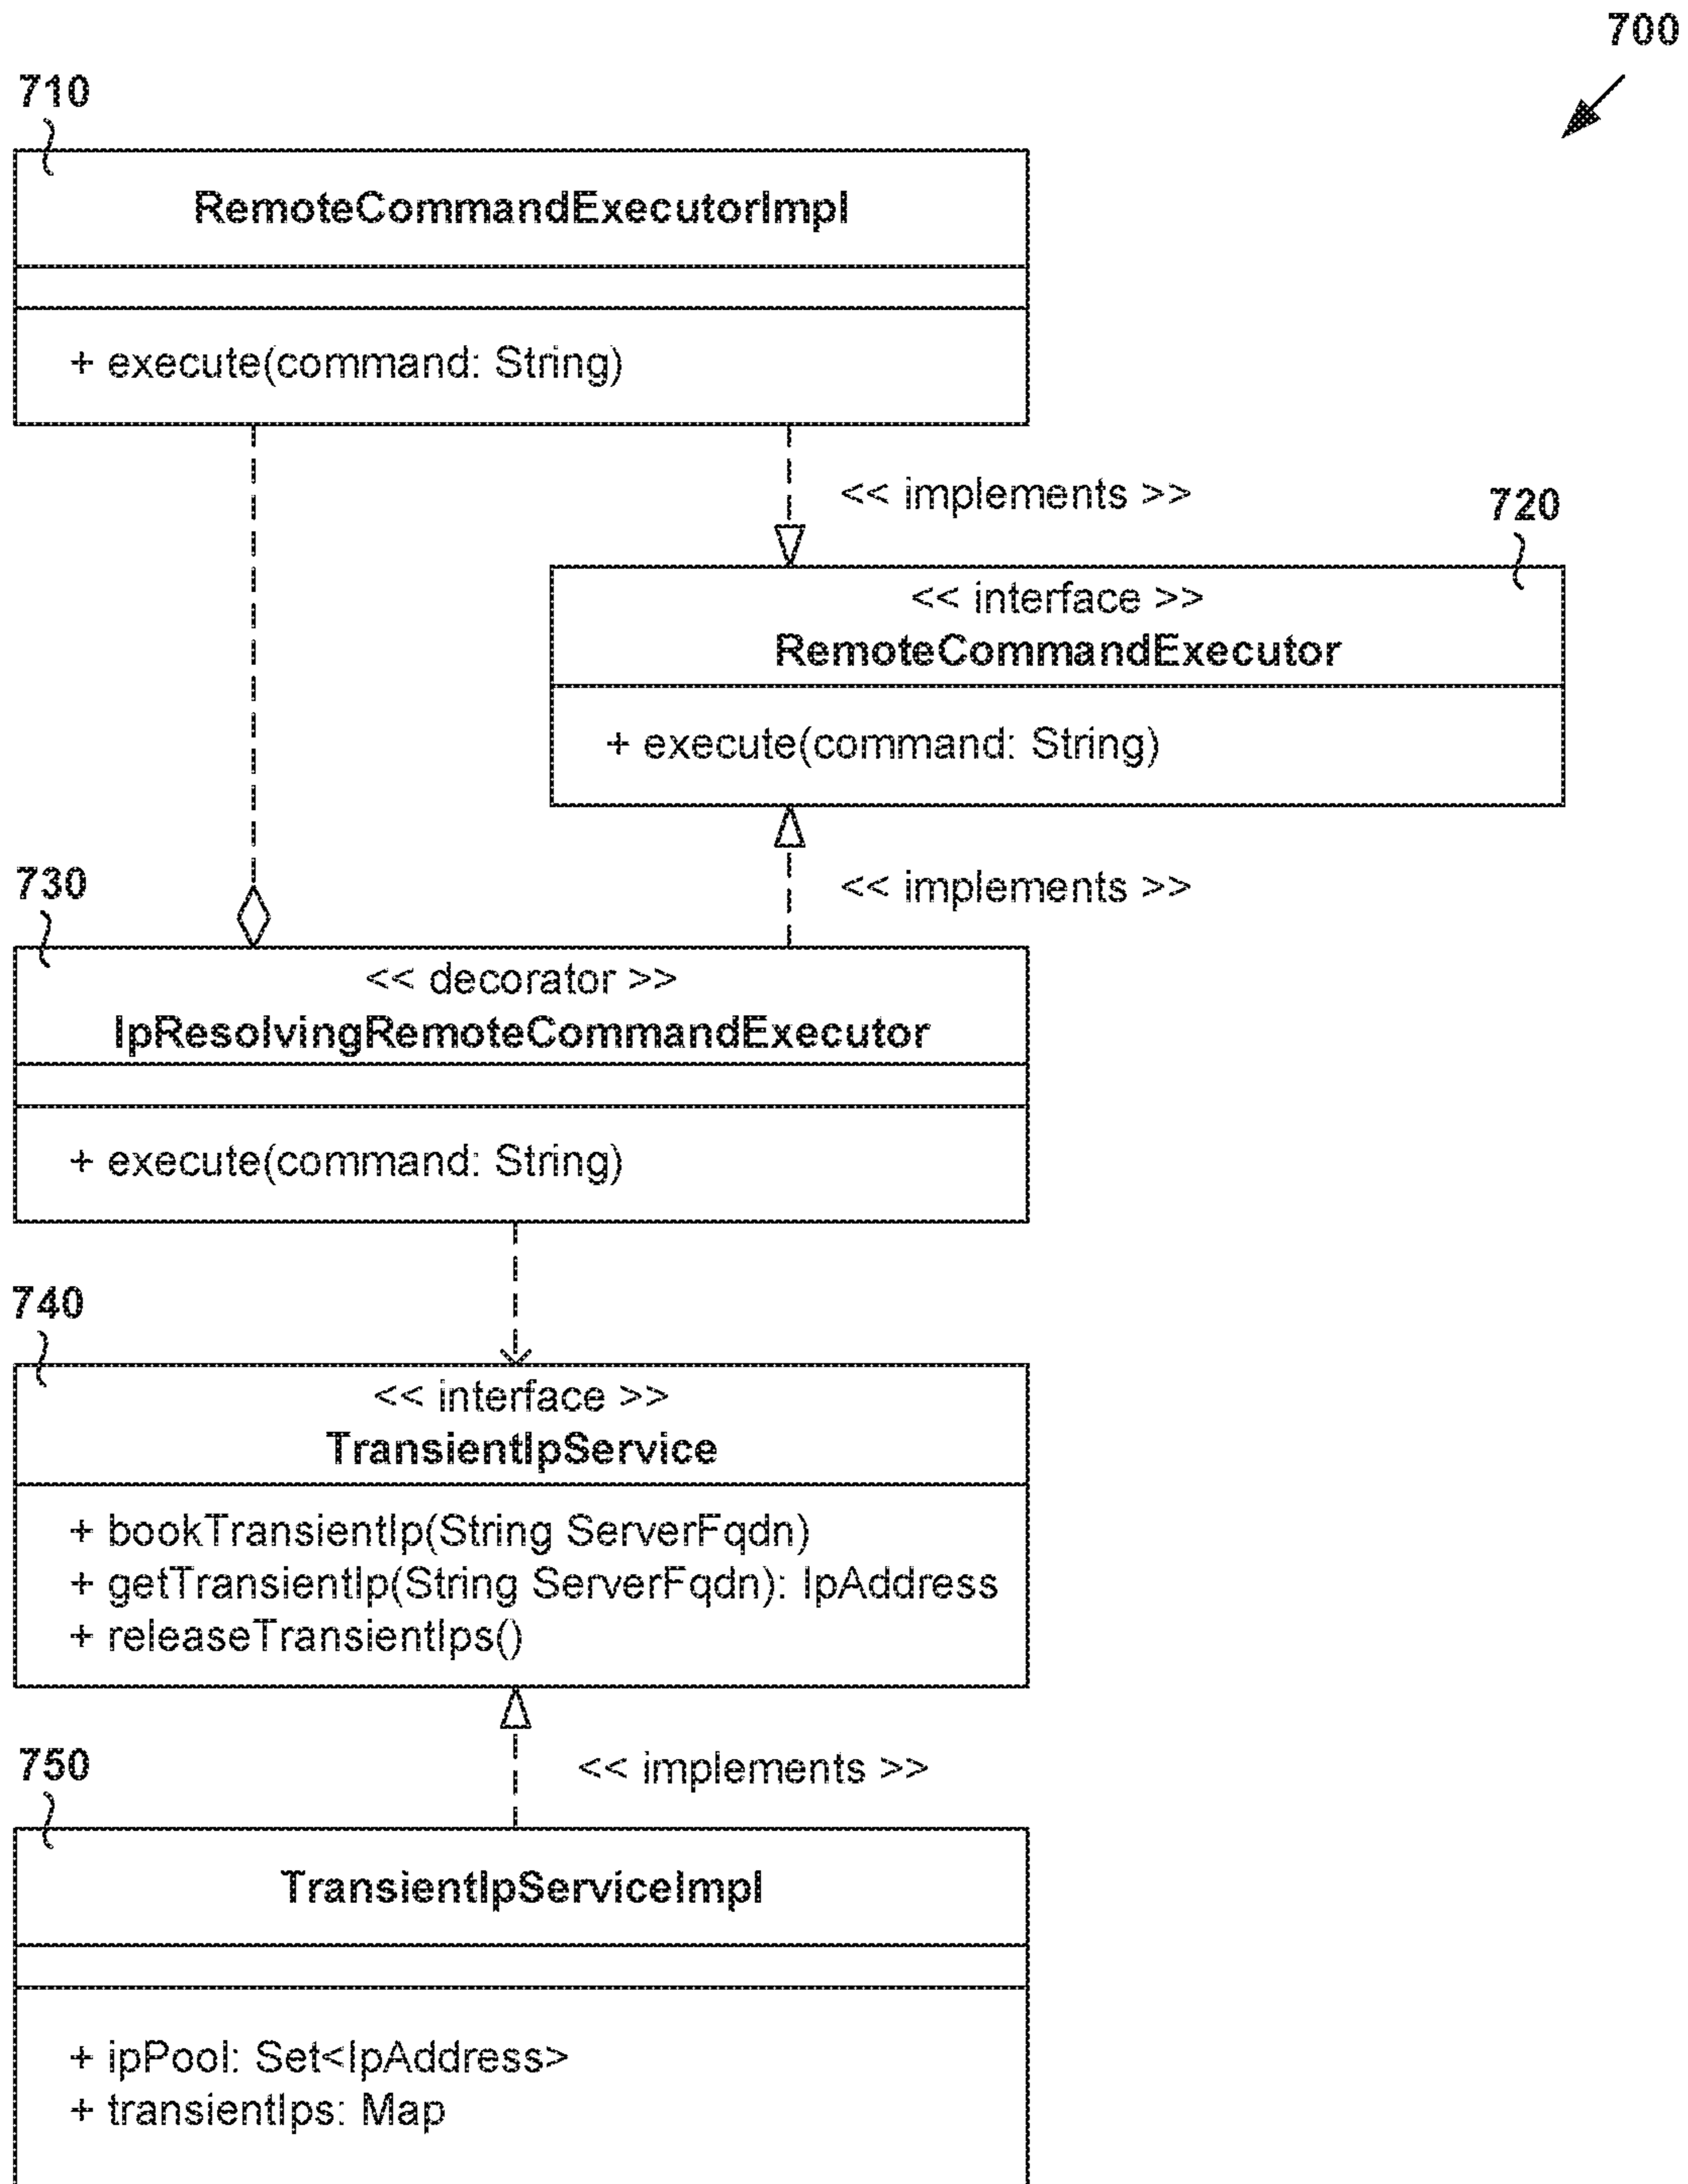 700
710
RemoteCommandExecutorImpl
+ execute(command: String)
<< implements >>
720
<< interface >>
RemoteCommandExecutor
+ execute(command: String)
<< implements >>
730
<< decorator >>
IpResolvingRemoteCommandExecutor
+ execute(command: String)
740
<< interface >>
TransientIpService
+ bookTransientIp(String ServerFqdn)
+ getTransientIp(String ServerFqdn): IpAddress
+ releaseTransientIps()
<< implements >>
750
TransientIpServiceImpl
+ ipPool: Set<IpAddress>
+ transientIps: Map